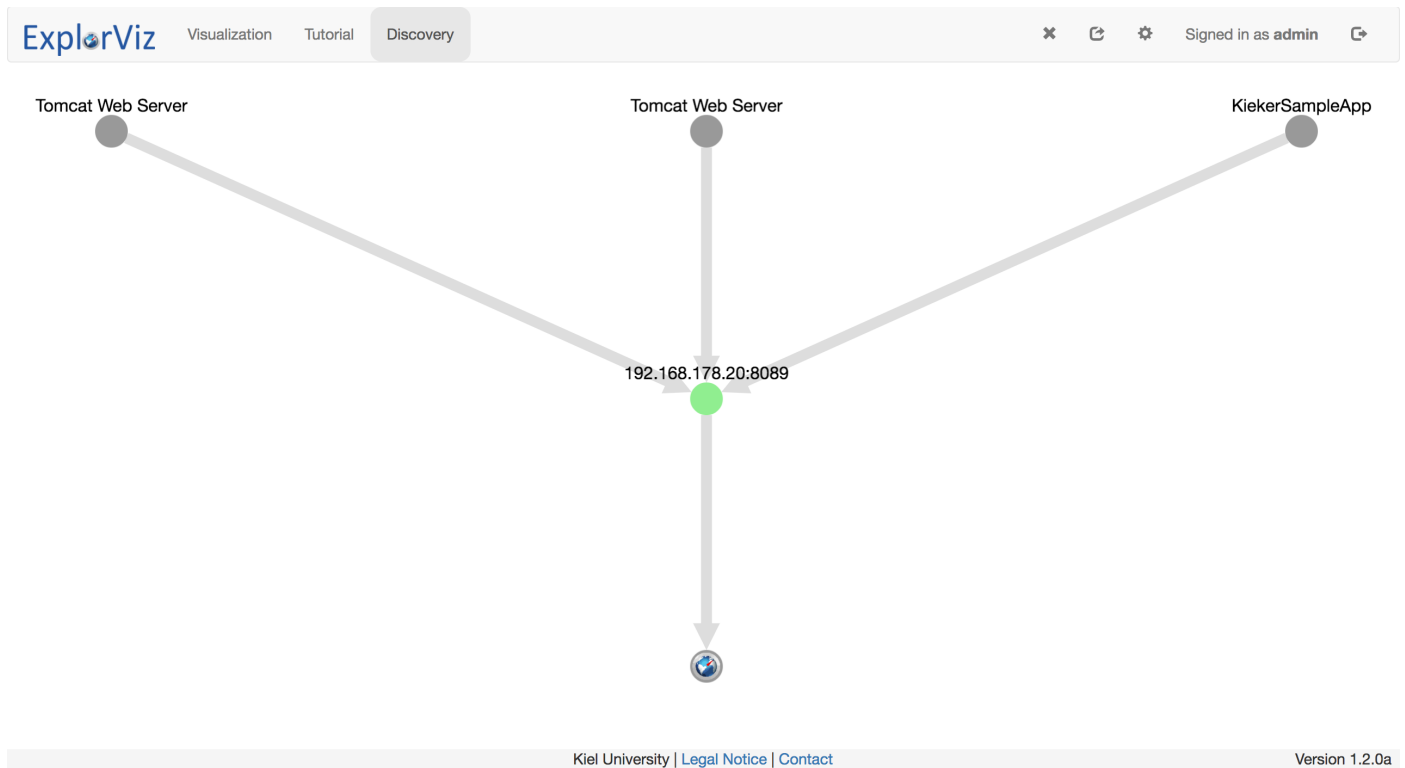 ExplorViz Visualization Tutorial Discovery Signed in as admin
Tomcat Web Server Tomcat Web Server KiekerSampleApp
192.168.178.20:8089
Kiel University | Legal Notice | Contact Version 1.2.0a